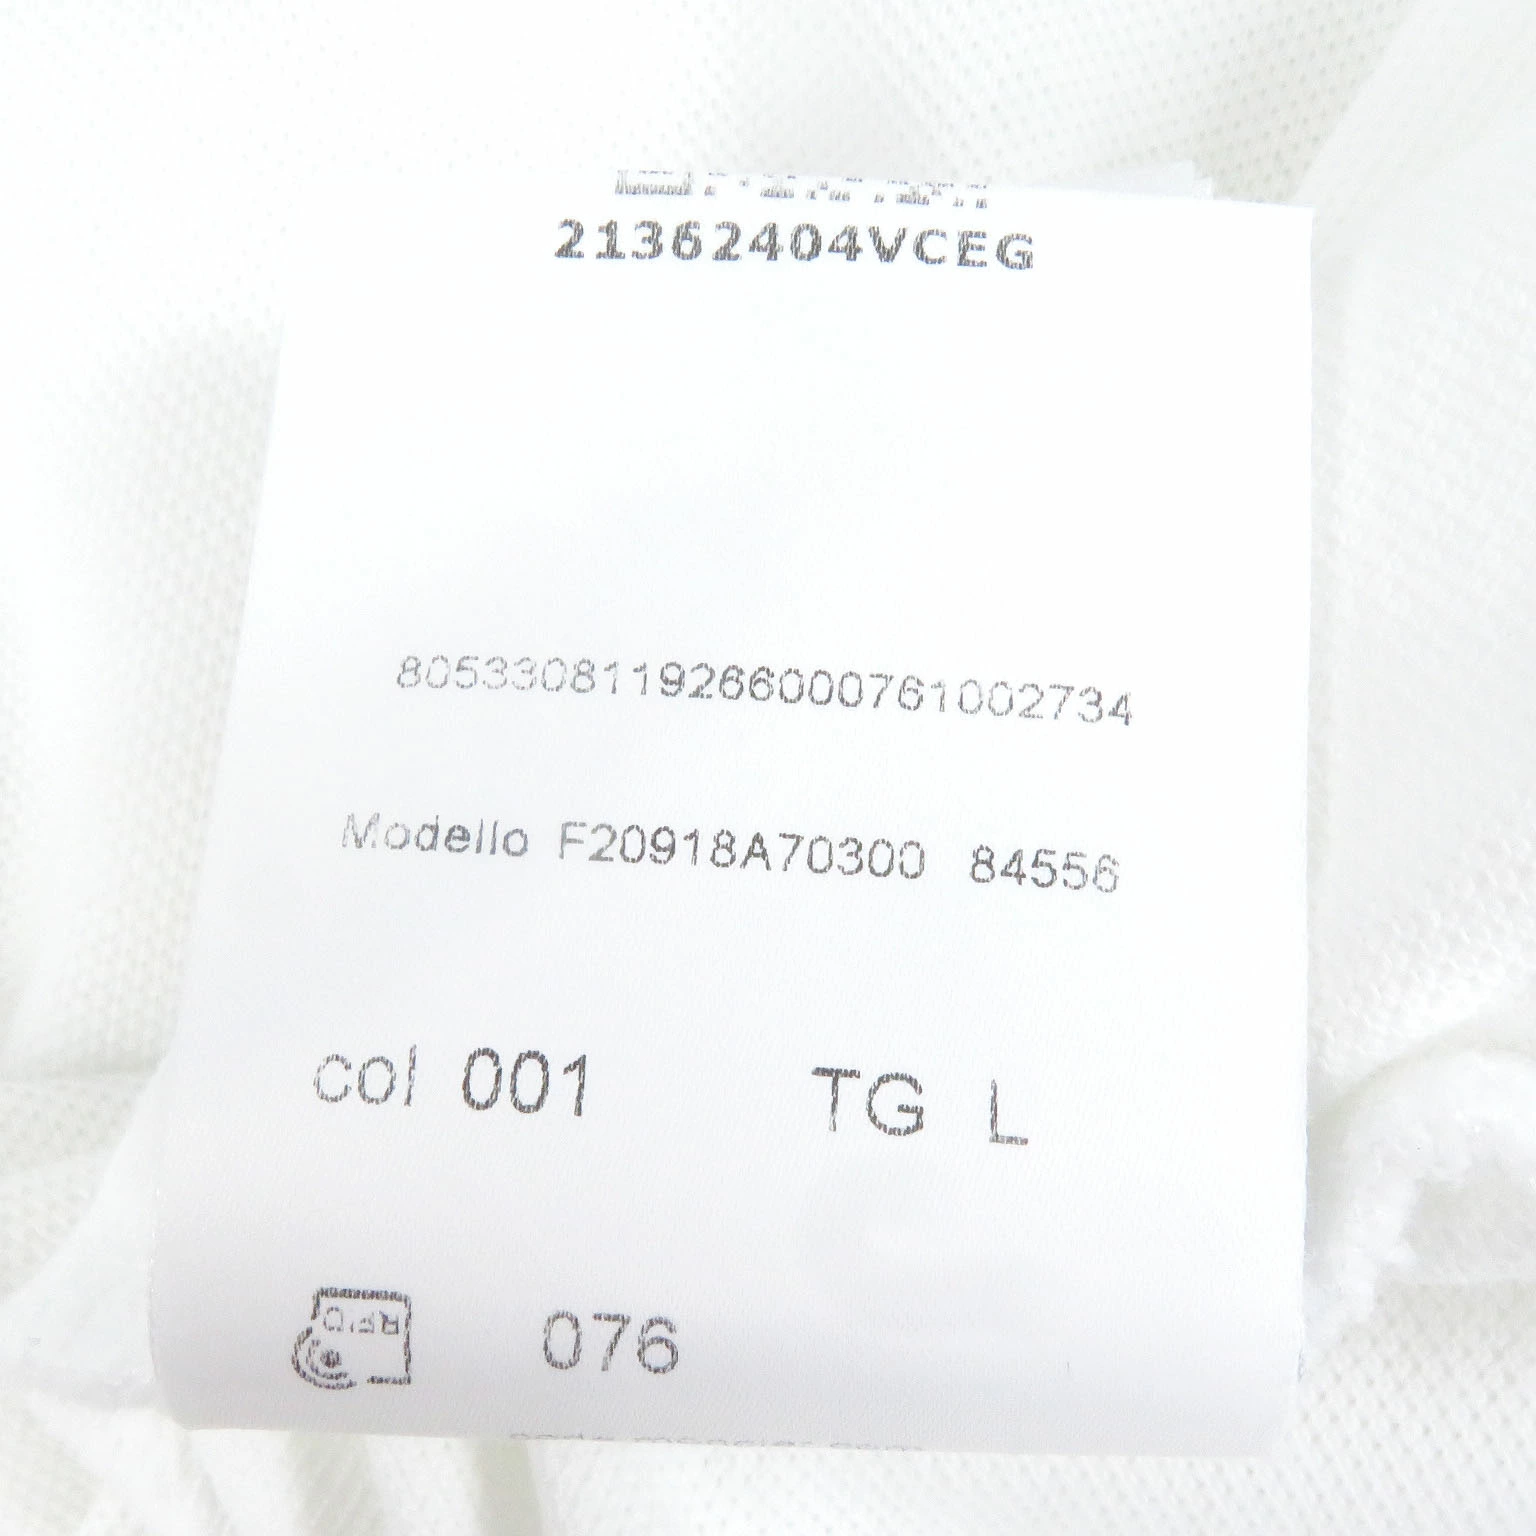 21362404VCEG
8053308119266000761002734
Modello F20918A70300 84556
col 001 TG L
RFID
076